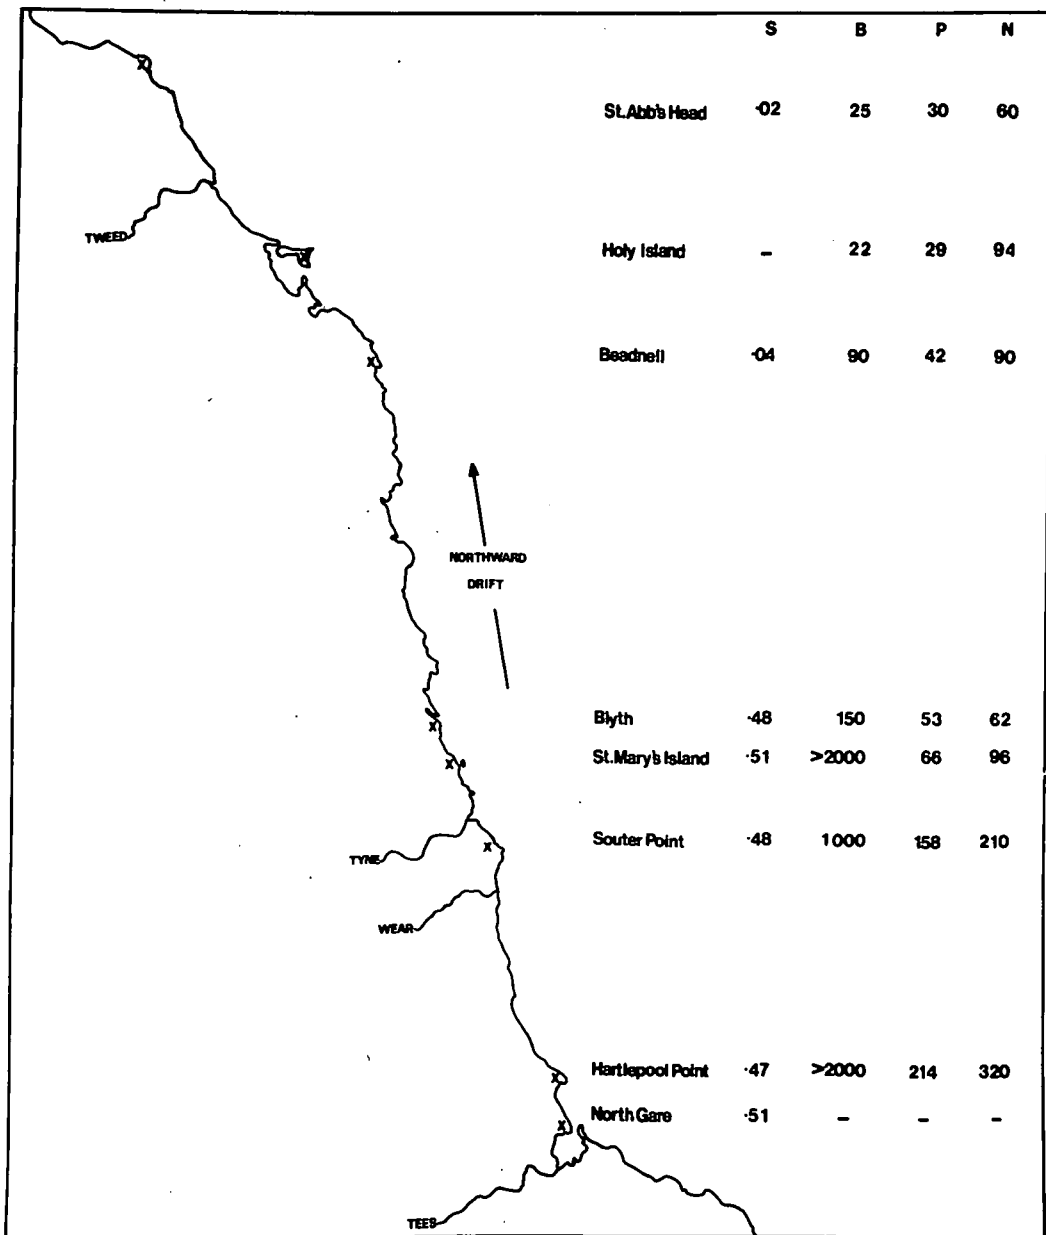 S B P N
St.Abb's Head ·02 25 30 60
TWEED
Holy Island – 22 29 94
Beadnell ·04 90 42 90
NORTHWARD
DRIFT
Blyth ·48 150 53 62
St.Mary's Island ·51 >2000 66 96
Souter Point ·48 1000 158 210
TYNE
WEAR
Hartlepool Point ·47 >2000 214 320
North Gare ·51 – – –
TEES